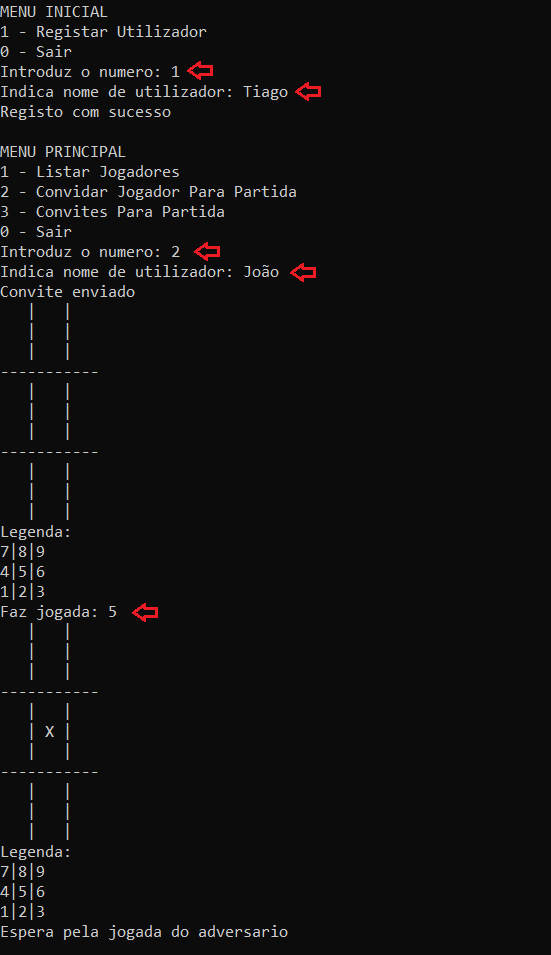 MENU INICIAL
1 - Registar Utilizador
0 - Sair
Introduz o numero: 1
Indica nome de utilizador: Tiago
Registo com sucesso
MENU PRINCIPAL
1 - Listar Jogadores
2 - Convidar Jogador Para Partida
3 - Convites Para Partida
0 - Sair
Introduz o numero: 2
Indica nome de utilizador: João
Convite enviado
   |   |
   |   |
   |   |
-----------
   |   |
   |   |
   |   |
-----------
   |   |
   |   |
   |   |
Legenda:
7|8|9
4|5|6
1|2|3
Faz jogada: 5
   |   |
   |   |
   |   |
-----------
   |   |
   | X |
   |   |
-----------
   |   |
   |   |
   |   |
Legenda:
7|8|9
4|5|6
1|2|3
Espera pela jogada do adversario